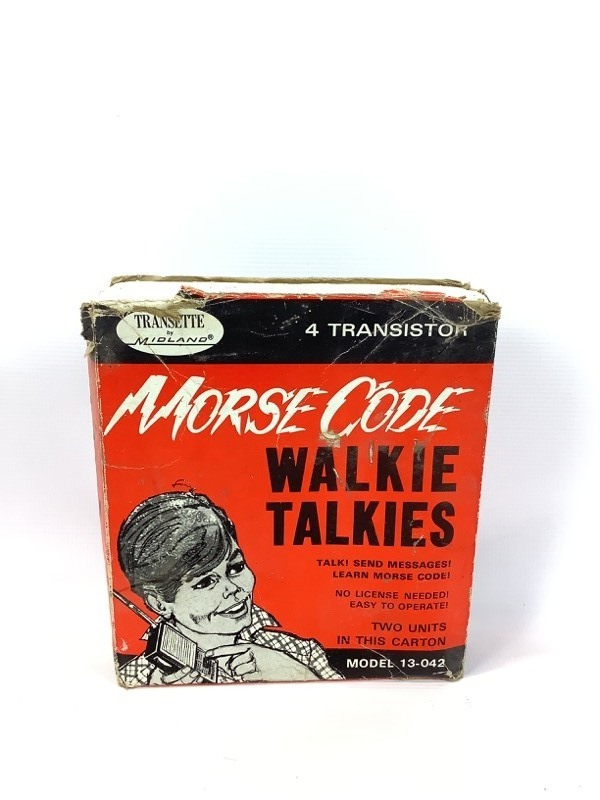 TRANSETTE
by
MIDLAND®
4 TRANSISTOR
MORSE CODE
WALKIE
TALKIES
TALK! SEND MESSAGES!
LEARN MORSE CODE!
NO LICENSE NEEDED!
EASY TO OPERATE!
TWO UNITS
IN THIS CARTON
MODEL 13-042